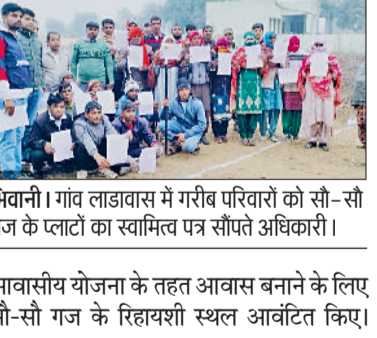 भिवानी। गांव लाडावास में गरीब परिवारों को सौ-सौ
गज के प्लाटों का स्वामित्व पत्र सौंपते अधिकारी।
आवासीय योजना के तहत आवास बनाने के लिए
सौ-सौ गज के रिहायशी स्थल आवंटित किए।